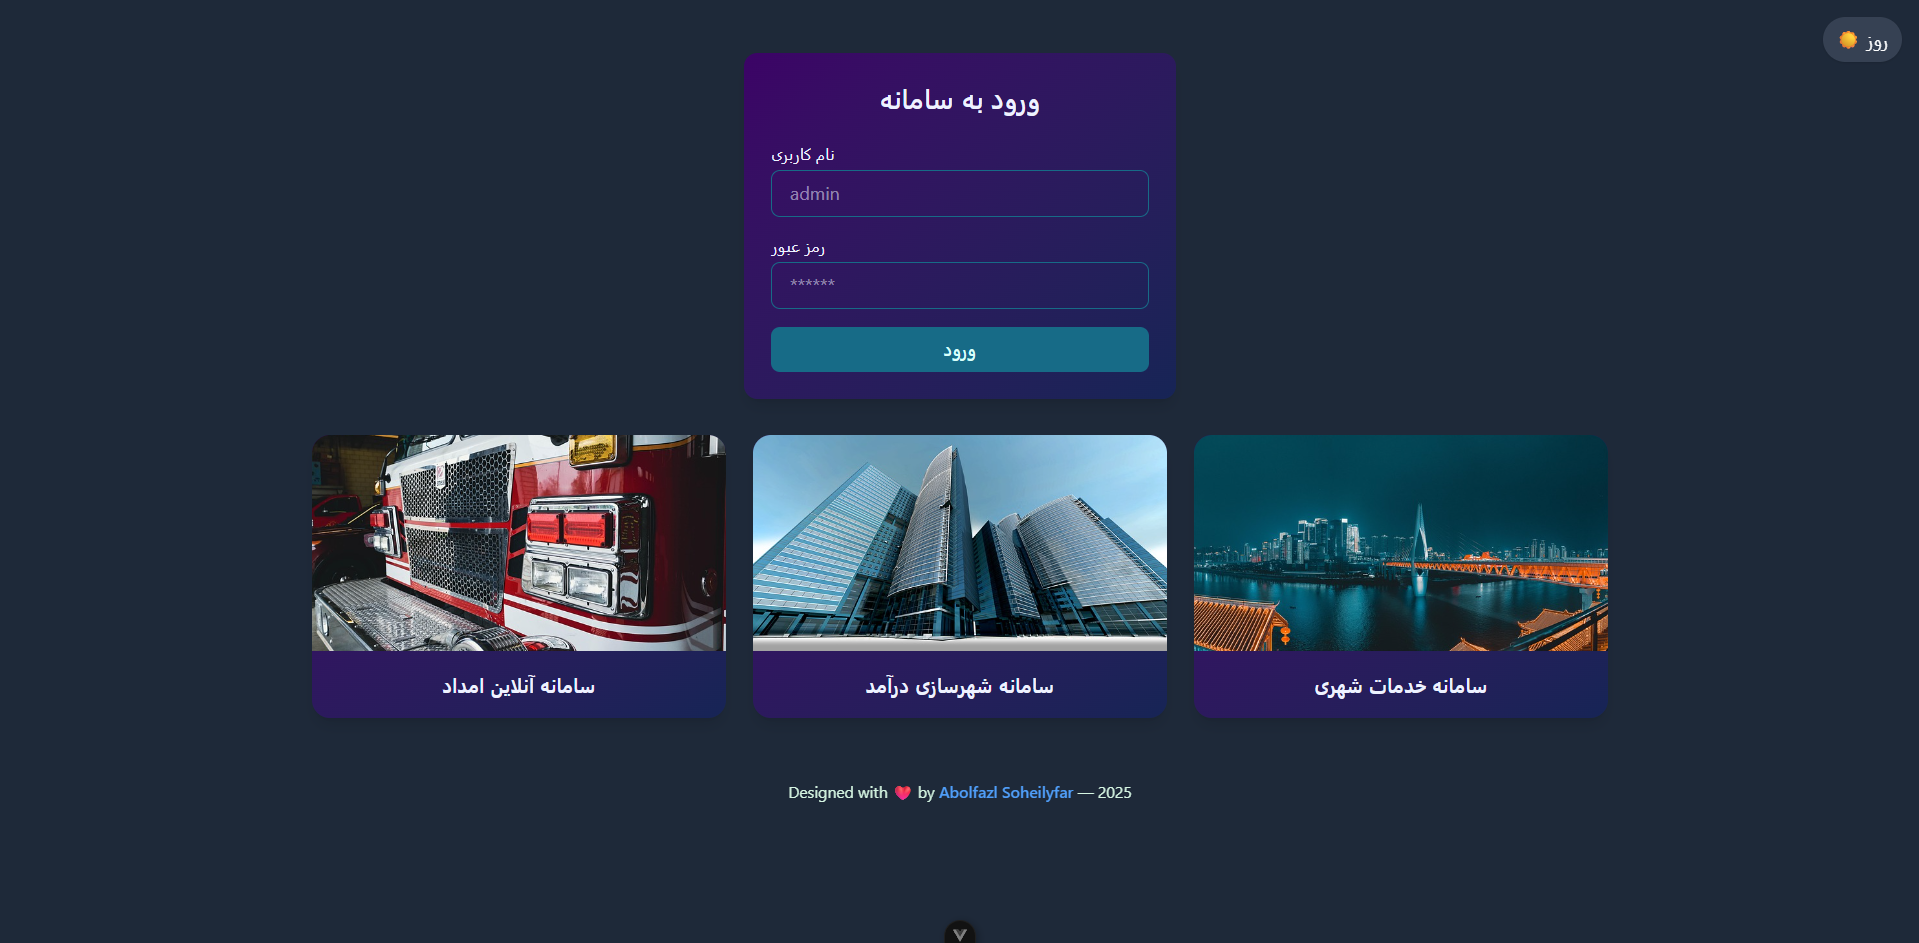 روز
ورود به سامانه
نام کاربری
admin
رمز عبور
******
ورود
سامانه خدمات شهری
سامانه شهرسازی درآمد
سامانه آنلاین امداد
Designed with 💖 by Abolfazl Soheilyfar — 2025